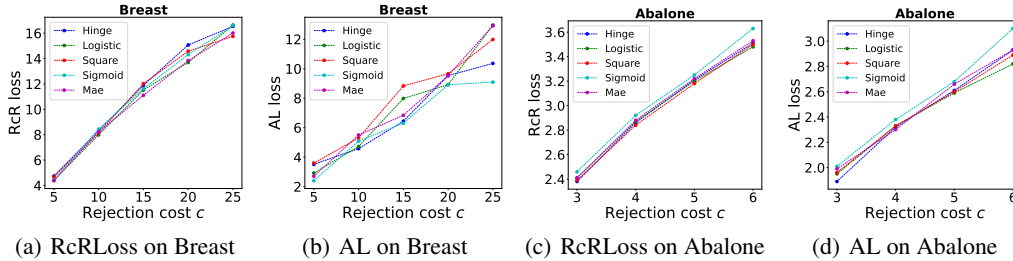 Breast
RcR loss
16
14
12
10
8
6
4
Hinge
Logistic
Square
Sigmoid
Mae
5 10 15 20 25
Rejection cost c
(a) RcRLoss on Breast
Breast
AL loss
12
10
8
6
4
2
Hinge
Logistic
Square
Sigmoid
Mae
5 10 15 20 25
Rejection cost c
(b) AL on Breast
Abalone
RcR loss
3.6
3.4
3.2
3.0
2.8
2.6
2.4
Hinge
Logistic
Square
Sigmoid
Mae
3 4 5 6
Rejection cost c
(c) RcRLoss on Abalone
Abalone
AL loss
3.0
2.8
2.6
2.4
2.2
2.0
Hinge
Logistic
Square
Sigmoid
Mae
3 4 5 6
Rejection cost c
(d) AL on Abalone